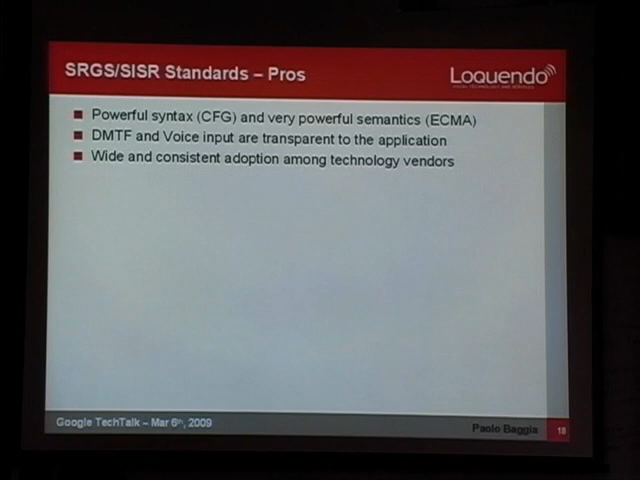 SRGS/SISR Standards – Pros
Loquendo
Powerful syntax (CFG) and very powerful semantics (ECMA)
DMTF and Voice input are transparent to the application
Wide and consistent adoption among technology vendors
Google TechTalk – Mar 6th, 2009
Paolo Baggia
18